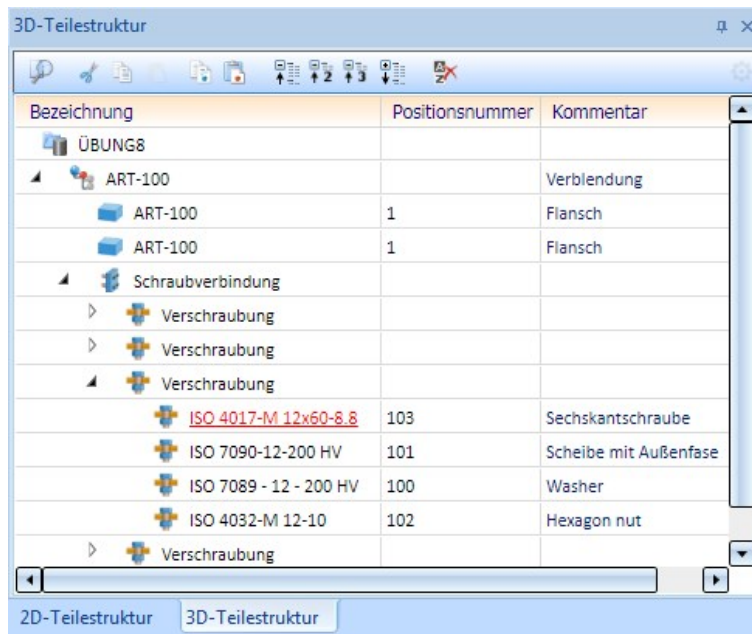 3D-Teilestruktur
Bezeichnung Positionsnummer Kommentar
ÜBUNG8
ART-100 Verblendung
ART-100 1 Flansch
ART-100 1 Flansch
Schraubverbindung
Verschraubung
Verschraubung
Verschraubung
ISO 4017-M 12x60-8.8 103 Sechskantschraube
ISO 7090-12-200 HV 101 Scheibe mit Außenfase
ISO 7089 - 12 - 200 HV 100 Washer
ISO 4032-M 12-10 102 Hexagon nut
Verschraubung
2D-Teilestruktur 3D-Teilestruktur